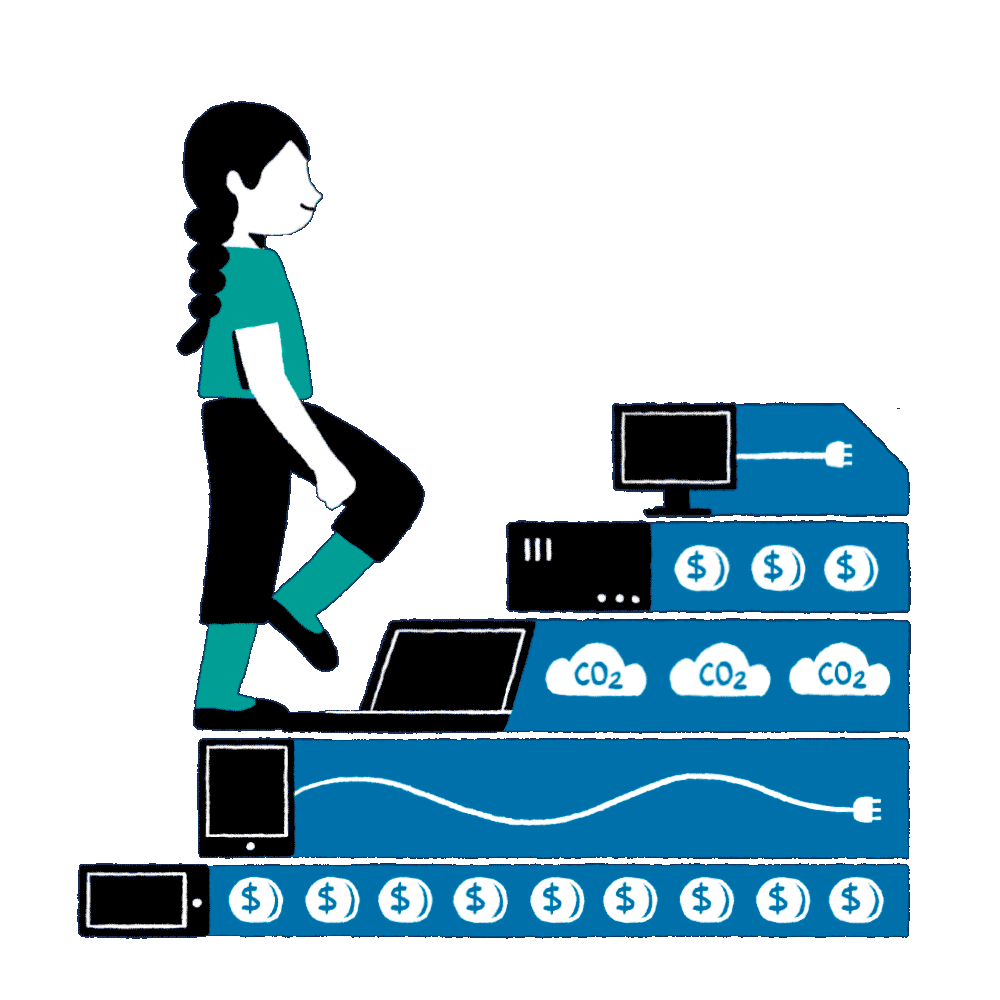 $ $ $
CO₂ CO₂ CO₂
$ $ $ $ $ $ $ $ $